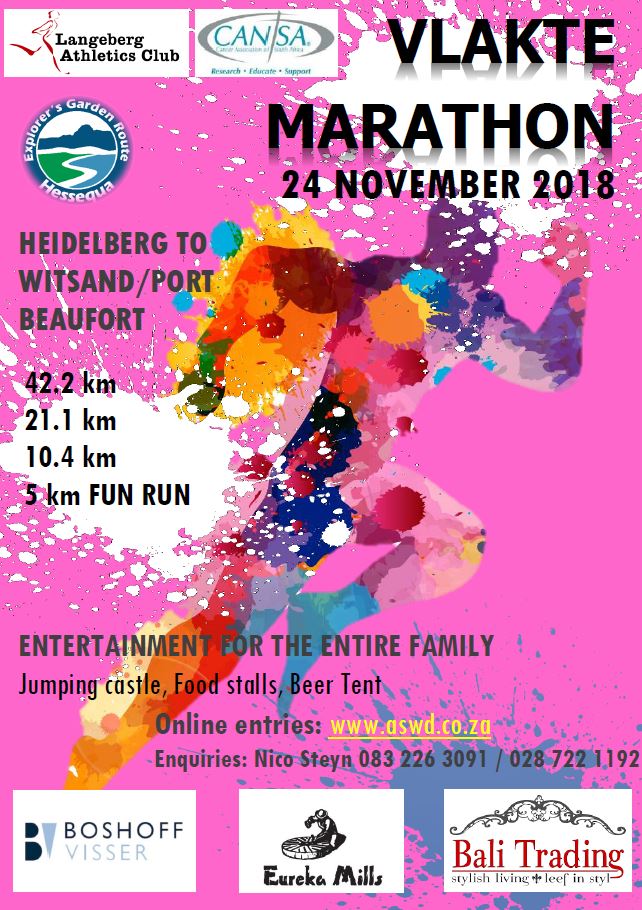 Langeberg
Athletics Club
CANSA
Cancer Association of South Africa
Research • Educate • Support
VLAKTE
MARATHON
24 NOVEMBER 2018
Explorer's Garden Route
Hessequa
HEIDELBERG TO
WITSAND/PORT
BEAUFORT
42.2 km
21.1 km
10.4 km
5 km FUN RUN
ENTERTAINMENT FOR THE ENTIRE FAMILY
Jumping castle, Food stalls, Beer Tent
Online entries: www.aswd.co.za
Enquiries: Nico Steyn 083 226 3091 / 028 722 1192
BOSHOFF
VISSER
Eureka Mills
Bali Trading
stylish living leef in styl